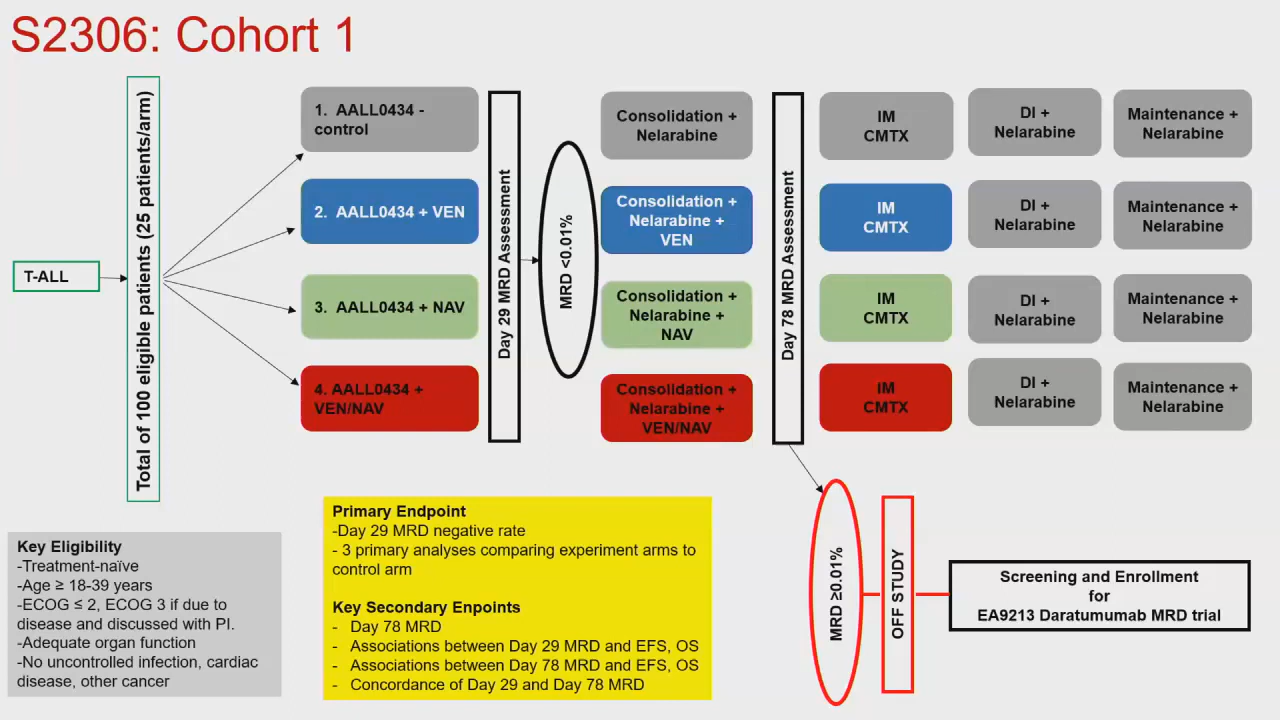 S2306: Cohort 1
T-ALL
Total of 100 eligible patients (25 patients/arm)
1. AALL0434 -
control
2. AALL0434 + VEN
3. AALL0434 + NAV
4. AALL0434 +
VEN/NAV
Day 29 MRD Assessment
MRD <0.01%
Consolidation +
Nelarabine
Consolidation +
Nelarabine +
VEN
Consolidation +
Nelarabine +
NAV
Consolidation +
Nelarabine +
VEN/NAV
Day 78 MRD Assessment
IM
CMTX
DI +
Nelarabine
Maintenance +
Nelarabine
IM
CMTX
DI +
Nelarabine
Maintenance +
Nelarabine
IM
CMTX
DI +
Nelarabine
Maintenance +
Nelarabine
IM
CMTX
DI +
Nelarabine
Maintenance +
Nelarabine
Key Eligibility
-Treatment-naïve
-Age ≥ 18-39 years
-ECOG ≤ 2, ECOG 3 if due to
disease and discussed with PI.
-Adequate organ function
-No uncontrolled infection, cardiac
disease, other cancer
Primary Endpoint
-Day 29 MRD negative rate
- 3 primary analyses comparing experiment arms to
control arm
Key Secondary Enpoints
- Day 78 MRD
- Associations between Day 29 MRD and EFS, OS
- Associations between Day 78 MRD and EFS, OS
- Concordance of Day 29 and Day 78 MRD
MRD ≥0.01%
OFF STUDY
Screening and Enrollment
for
EA9213 Daratumumab MRD trial